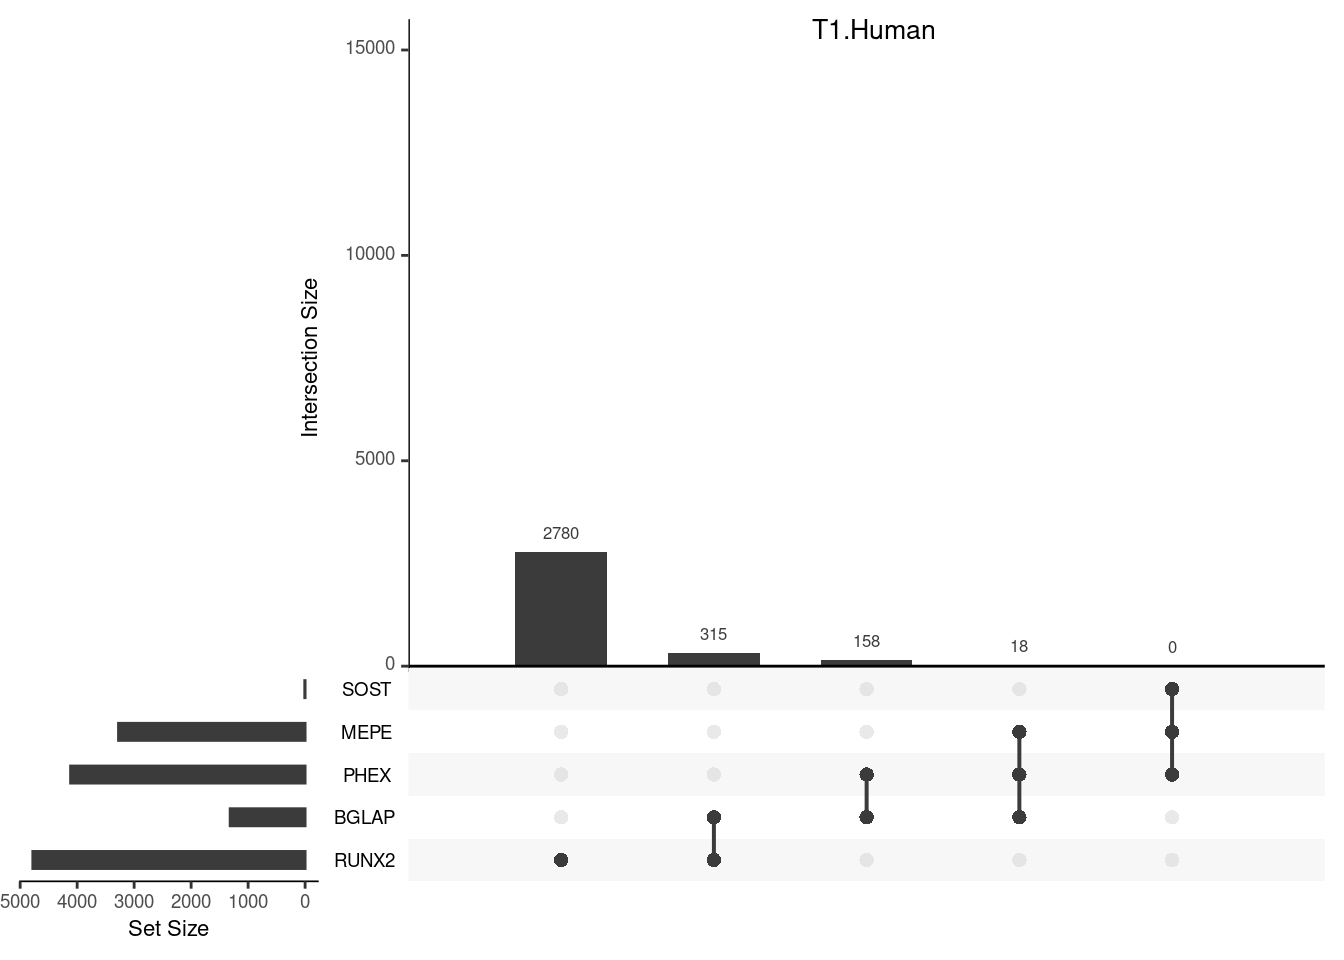 T1.Human
15000
10000
5000
0
Intersection Size
2780
315
158
18
0
SOST
MEPE
PHEX
BGLAP
RUNX2
5000 4000 3000 2000 1000 0
Set Size